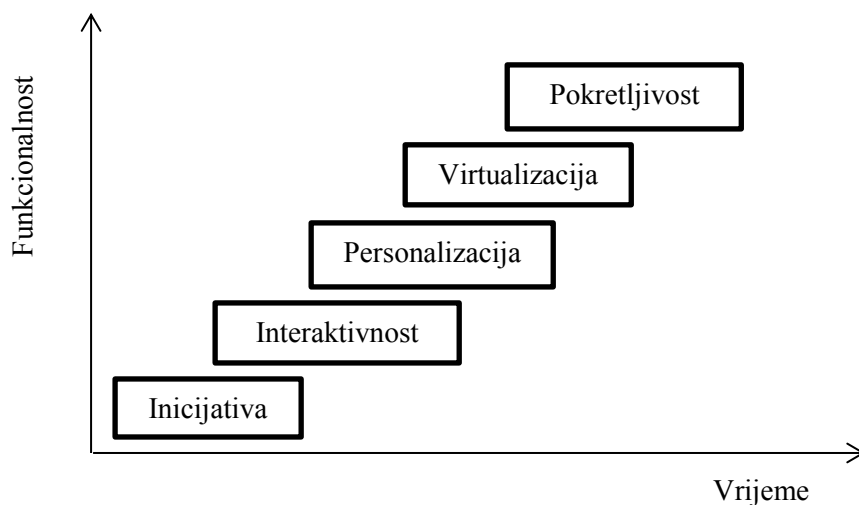 Pokretljivost
Virtualizacija
Funkcionalnost
Personalizacija
Interaktivnost
Inicijativa
Vrijeme